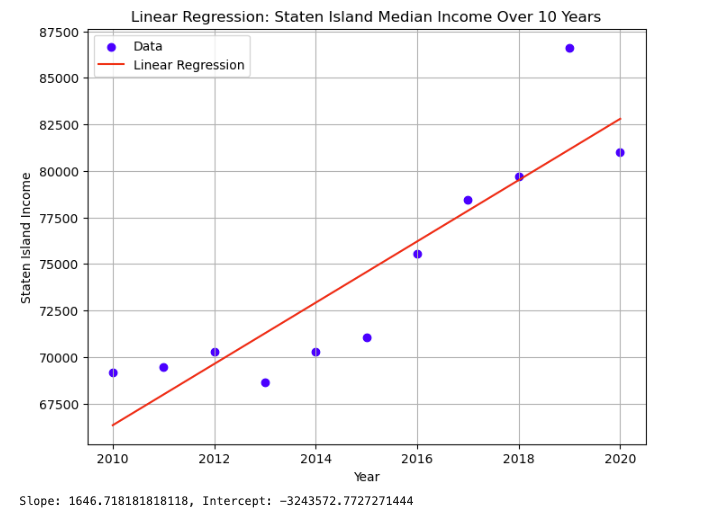 Linear Regression: Staten Island Median Income Over 10 Years
Data
Linear Regression
87500
85000
82500
80000
77500
75000
72500
70000
67500
Staten Island Income
2010 2012 2014 2016 2018 2020
Year
Slope: 1646.718181818118, Intercept: −3243572.7727271444